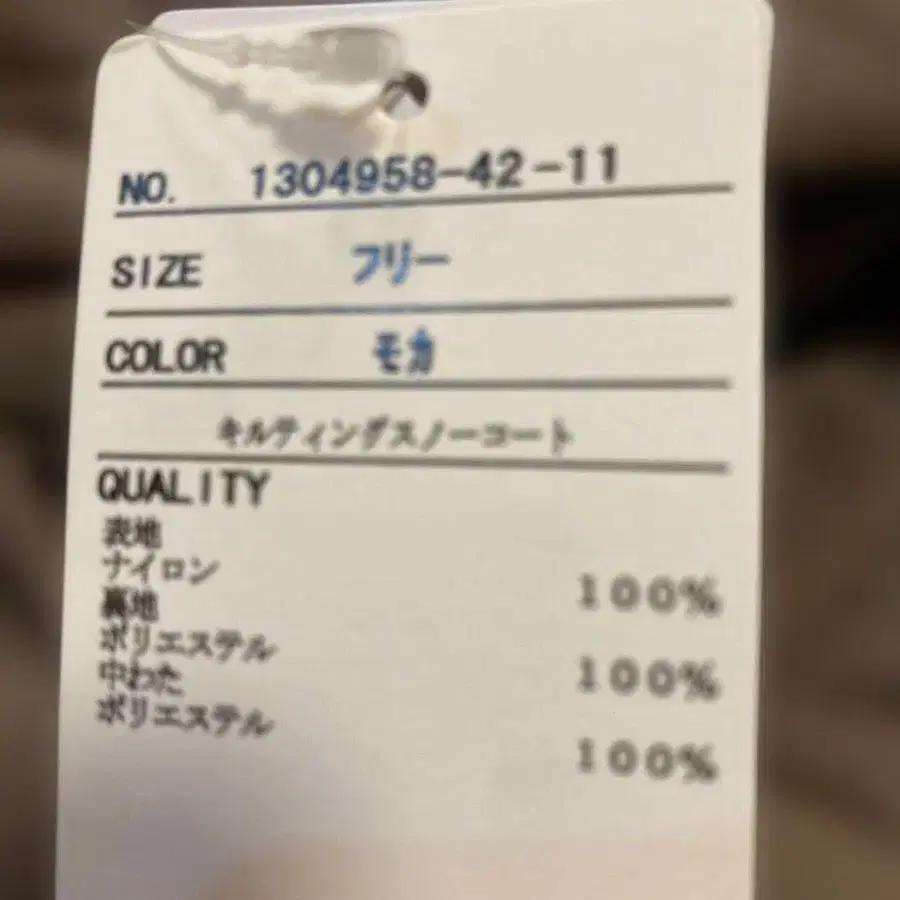 NO. 1304958-42-11
SIZE フリー
COLOR モカ
キルティングスノーコート
QUALITY
表地
ナイロン 100%
裏地
ポリエステル 100%
中わた
ポリエステル 100%